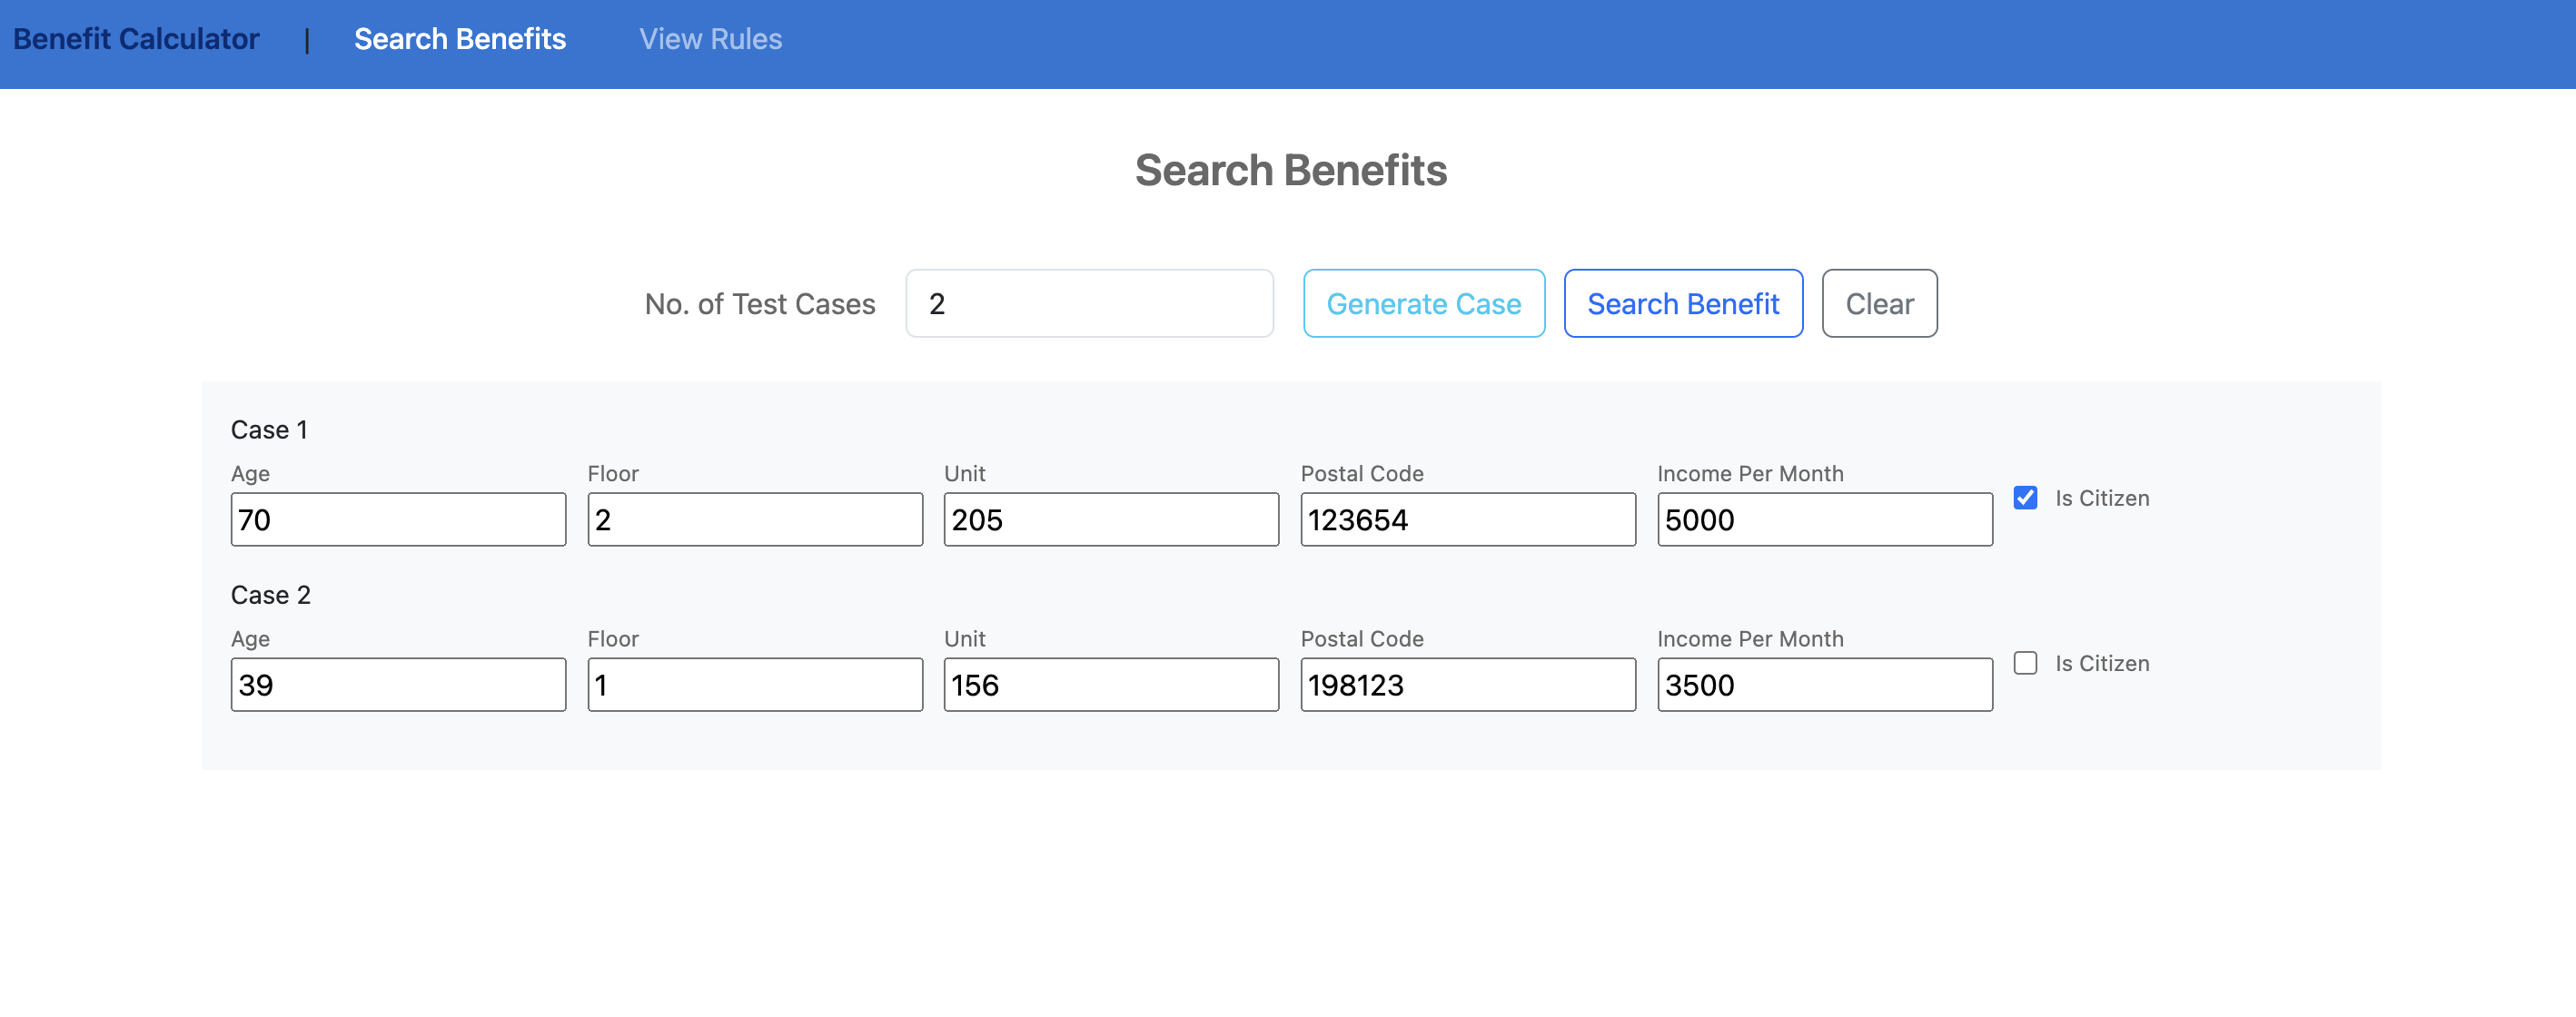 Benefit Calculator | Search Benefits View Rules
Search Benefits
No. of Test Cases 2 Generate Case Search Benefit Clear
Case 1
Age Floor Unit Postal Code Income Per Month
70 2 205 123654 5000 Is Citizen
Case 2
Age Floor Unit Postal Code Income Per Month
39 1 156 198123 3500 Is Citizen